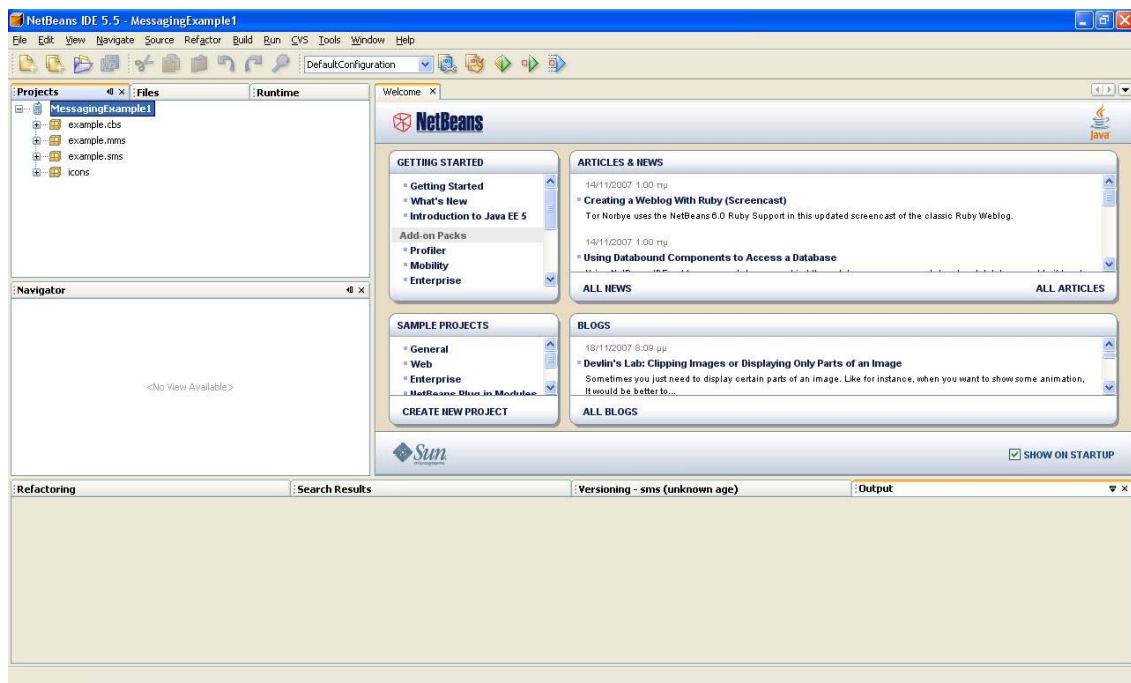 NetBeans IDE 5.5 - MessagingExample1
File Edit View Navigate Source Refactor Build Run CVS Tools Window Help
DefaultConfiguration
Projects Files Runtime
MessagingExample1
example.cbs
example.mms
example.sms
icons
Navigator
<No View Available>
Welcome
NetBeans
Java
GETTING STARTED
Getting Started
What's New
Introduction to Java EE 5
Add-on Packs
Profiler
Mobility
Enterprise
ARTICLES & NEWS
14/11/2007 1:00 πμ
Creating a Weblog With Ruby (Screencast)
Tor Norbye uses the NetBeans 6.0 Ruby Support in this updated screencast of the classic Ruby Weblog.
14/11/2007 1:00 πμ
Using Databound Components to Access a Database
ALL NEWS ALL ARTICLES
SAMPLE PROJECTS
General
Web
Enterprise
NetBeans Plug-in Modules
CREATE NEW PROJECT
BLOGS
18/11/2007 8:09 μμ
Devlin's Lab: Clipping Images or Displaying Only Parts of an Image
Sometimes you just need to display certain parts of an image. Like for instance, when you want to show some animation,
It would be better to...
ALL BLOGS
Sun
microsystems
SHOW ON STARTUP
Refactoring Search Results Versioning - sms (unknown age) Output